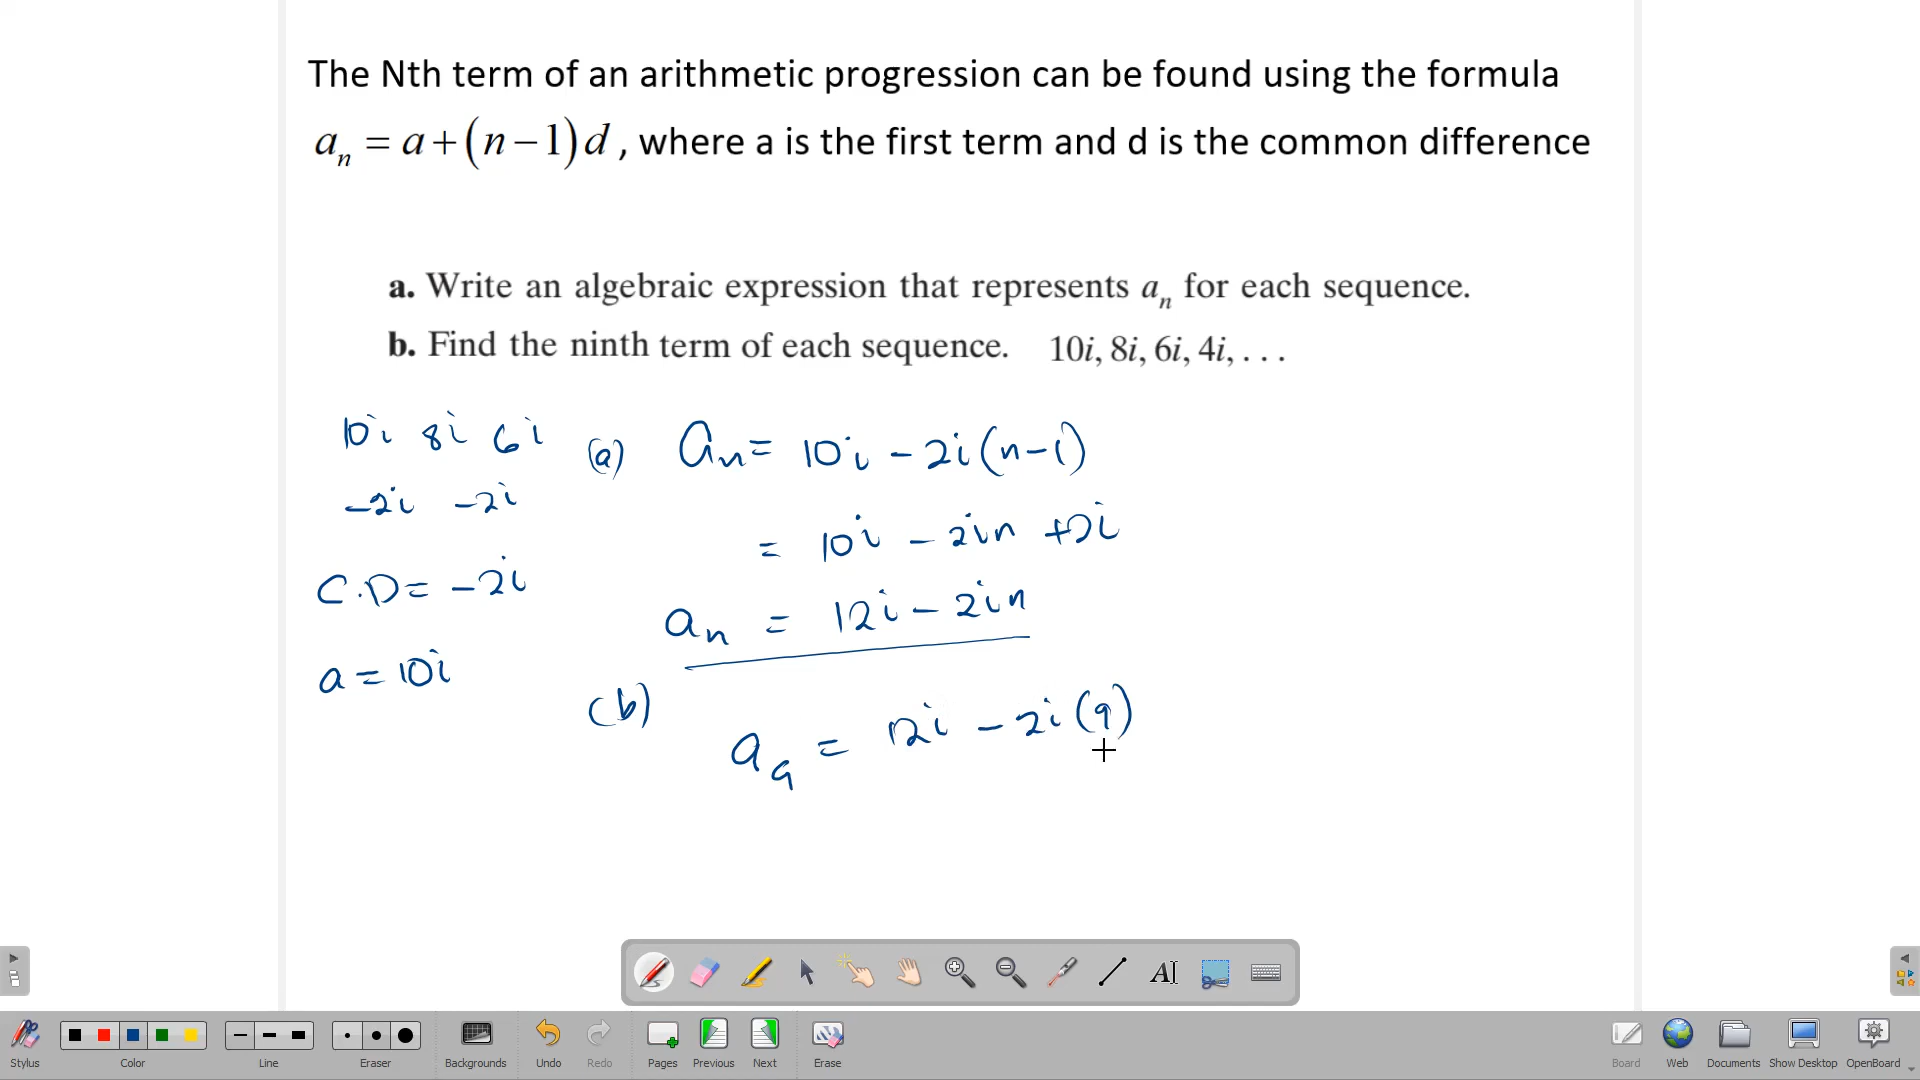 The Nth term of an arithmetic progression can be found using the formula
aₙ = a+(n−1)d, where a is the first term and d is the common difference
a. Write an algebraic expression that represents aₙ for each sequence.
b. Find the ninth term of each sequence. 10i, 8i, 6i, 4i, . . .
10i 8i 6i
-2i -2i
C.D = -2i
a = 10i
(a) aₙ = 10i - 2i(n-1)
= 10i - 2in +2i
aₙ = 12i - 2in
(b)
a₉ = 12i - 2i(9)
Stylus
Color
Line
Eraser
Backgrounds
Undo
Redo
Pages
Previous
Next
Erase
Board
Web
Documents
Show Desktop
OpenBoard
AI